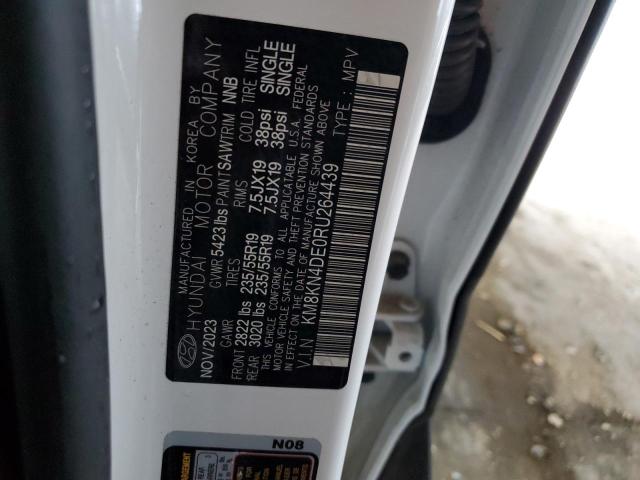 MANUFACTURED IN KOREA BY
HYUNDAI MOTOR COMPANY
NOV/2023 GVWR 5423lbs PAINT SAW TRIM NNB
GAWR TIRES RIMS COLD TIRE INFL
FRONT 2822 lbs 235/55R19 7.5JX19 38psi SINGLE
REAR 3020 lbs 235/55R19 7.5JX19 38psi SINGLE
THIS VEHICLE CONFORMS TO ALL APPLICABLE U.S.A. FEDERAL
MOTOR VEHICLE SAFETY, BUMPER, AND THEFT PREVENTION STANDARDS
IN EFFECT ON THE DATE OF MANUFACTURE SHOWN ABOVE
V.I.N : KM8KN4DE0RU264439 TYPE : MPV
N08